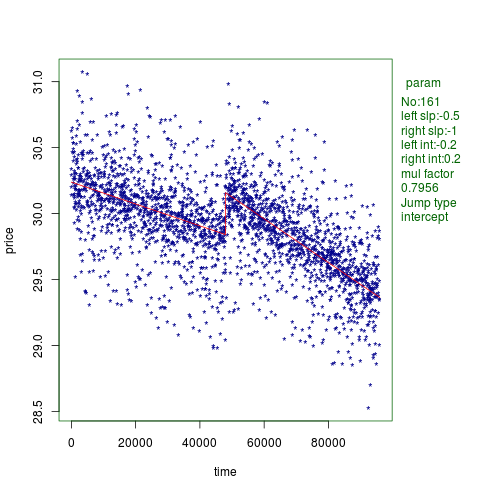 param
No:161
left slp:-0.5
right slp:-1
left int:-0.2
right int:0.2
mul factor
0.7956
Jump type
intercept
31.0
30.5
30.0
29.5
29.0
28.5
price
0
20000
40000
60000
80000
time